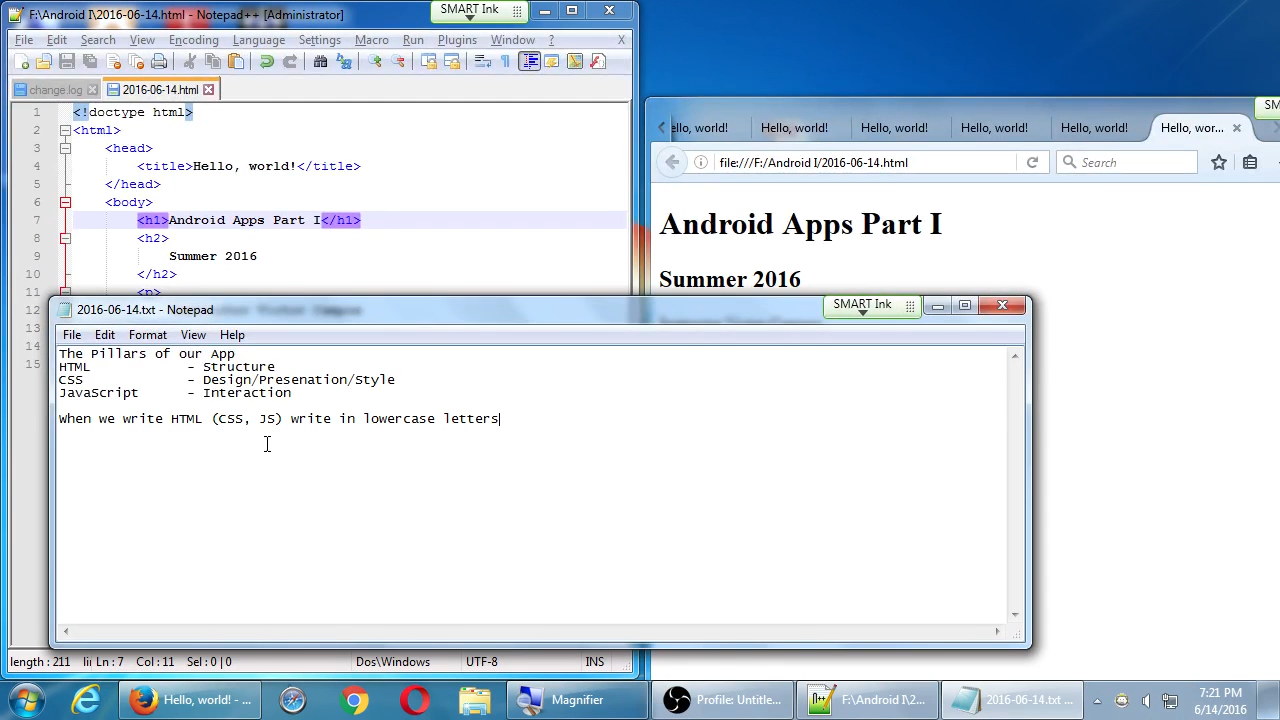 F:\Android I\2016-06-14.html - Notepad++ [Administrator]
SMART Ink
File Edit Search View Encoding Language Settings Macro Run Plugins Window ? X
change.log
2016-06-14.html
1 <!doctype html>
2 <html>
3 <head>
4 <title>Hello, world!</title>
5 </head>
6 <body>
7 <h1>Android Apps Part I</h1>
8 <h2>
9 Summer 2016
10 </h2>
11 <p>
12
13
14
15
SM
ello, world! Hello, world! Hello, world! Hello, world! Hello, world! Hello, wor...
file:///F:/Android I/2016-06-14.html
Search
Android Apps Part I
Summer 2016
2016-06-14.txt - Notepad
SMART Ink
File Edit Format View Help
The Pillars of our App
HTML - Structure
CSS - Design/Presenation/Style
JavaScript - Interaction
When we write HTML (CSS, JS) write in lowercase letters
length : 211 li Ln : 7 Col : 11 Sel : 0 | 0 Dos\Windows UTF-8 INS
Hello, world! - ...
Magnifier
Profile: Untitle...
F:\Android I\2...
2016-06-14.txt ...
7:21 PM
6/14/2016